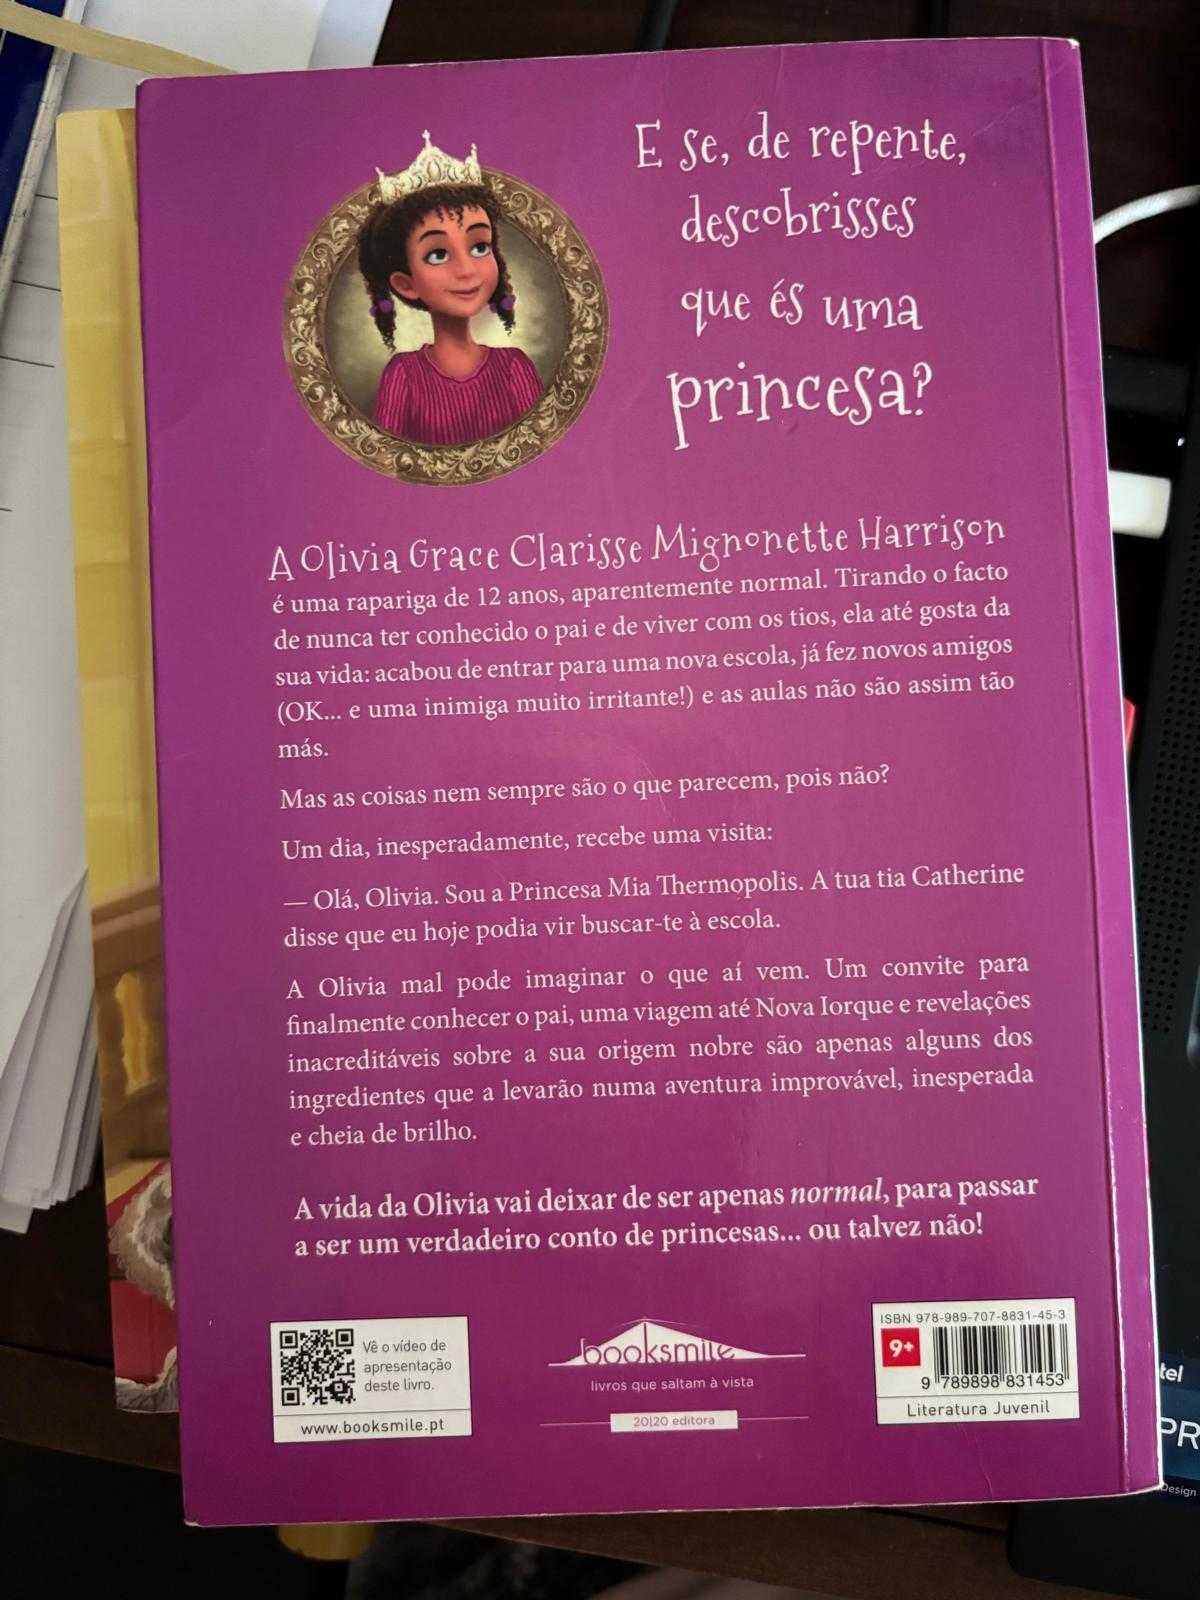 E se, de repente,
descobrisses
que és uma
princesa?
A Olivia Grace Clarisse Mignonette Harrison
é uma rapariga de 12 anos, aparentemente normal. Tirando o facto
de nunca ter conhecido o pai e de viver com os tios, ela até gosta da
sua vida: acabou de entrar para uma nova escola, já fez novos amigos
(OK... e uma inimiga muito irritante!) e as aulas não são assim tão
más.
Mas as coisas nem sempre são o que parecem, pois não?
Um dia, inesperadamente, recebe uma visita:
— Olá, Olivia. Sou a Princesa Mia Thermopolis. A tua tia Catherine
disse que eu hoje podia vir buscar-te à escola.
A Olivia mal pode imaginar o que aí vem. Um convite para
finalmente conhecer o pai, uma viagem até Nova Iorque e revelações
inacreditáveis sobre a sua origem nobre são apenas alguns dos
ingredientes que a levarão numa aventura improvável, inesperada
e cheia de brilho.
A vida da Olivia vai deixar de ser apenas normal, para passar
a ser um verdadeiro conto de princesas... ou talvez não!
Vê o vídeo de
apresentação
deste livro.
www.booksmile.pt
booksmile
livros que saltam à vista
20|20 editora
ISBN 978-989-707-8831-45-3
9+
9 789898 831453
Literatura Juvenil
tel
PR
Design